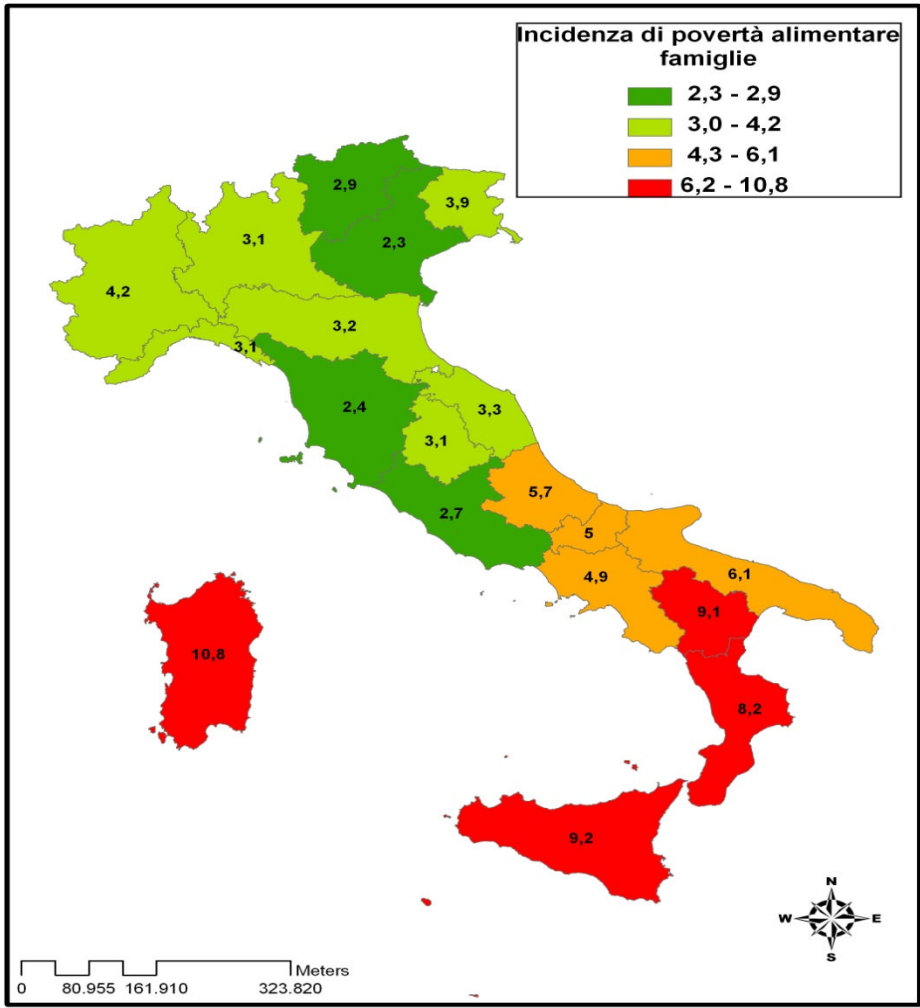 Incidenza di povertà alimentare
famiglie
2,3 - 2,9
3,0 - 4,2
4,3 - 6,1
6,2 - 10,8
2,9
3,9
3,1
2,3
4,2
3,2
3,1
2,4
3,3
3,1
5,7
2,7
5
4,9
6,1
9,1
10,8
8,2
9,2
N
W E
S
Meters
0 80.955 161.910 323.820